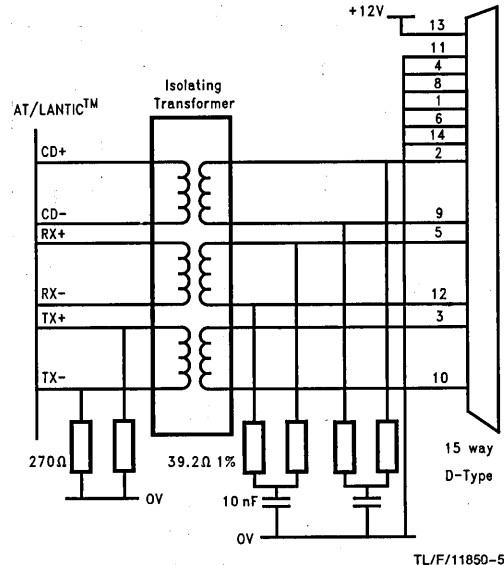 +12V
13
11
4
8
1
6
14
2
Isolating
Transformer
AT/LANTIC™
CD+
CD-
9
RX+
5
RX-
12
TX+
3
TX-
10
270Ω
39.2Ω 1%
15 way
D-Type
10 nF
0V
0V
TL/F/11850-5